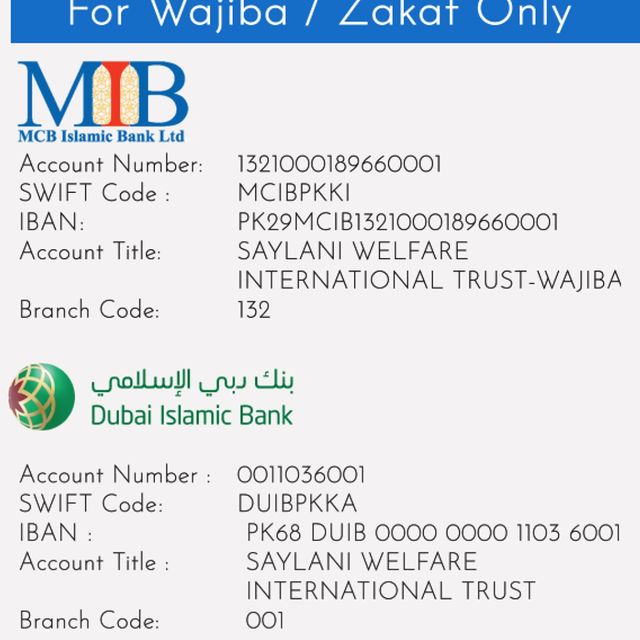 For Wajiba / Zakat Only
MIB
MCB Islamic Bank Ltd
Account Number: 1321000189660001
SWIFT Code : MCIBPKKI
IBAN: PK29MCIB1321000189660001
Account Title: SAYLANI WELFARE
INTERNATIONAL TRUST-WAJIBA
Branch Code: 132
بنك دبي الإسلامي
Dubai Islamic Bank
Account Number : 0011036001
SWIFT Code: DUIBPKKA
IBAN : PK68 DUIB 0000 0000 1103 6001
Account Title : SAYLANI WELFARE
INTERNATIONAL TRUST
Branch Code: 001